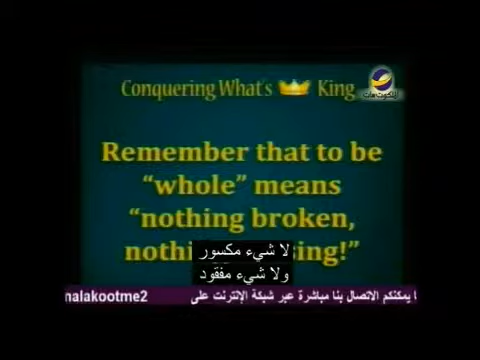 Conquering What's King
Remember that to be
“whole” means
“nothing broken,
لا شيء مكسور
ولا شيء مفقود
يمكنكم الاتصال بنا مباشرة عبر شبكة الإنترنت على
nalakootme2